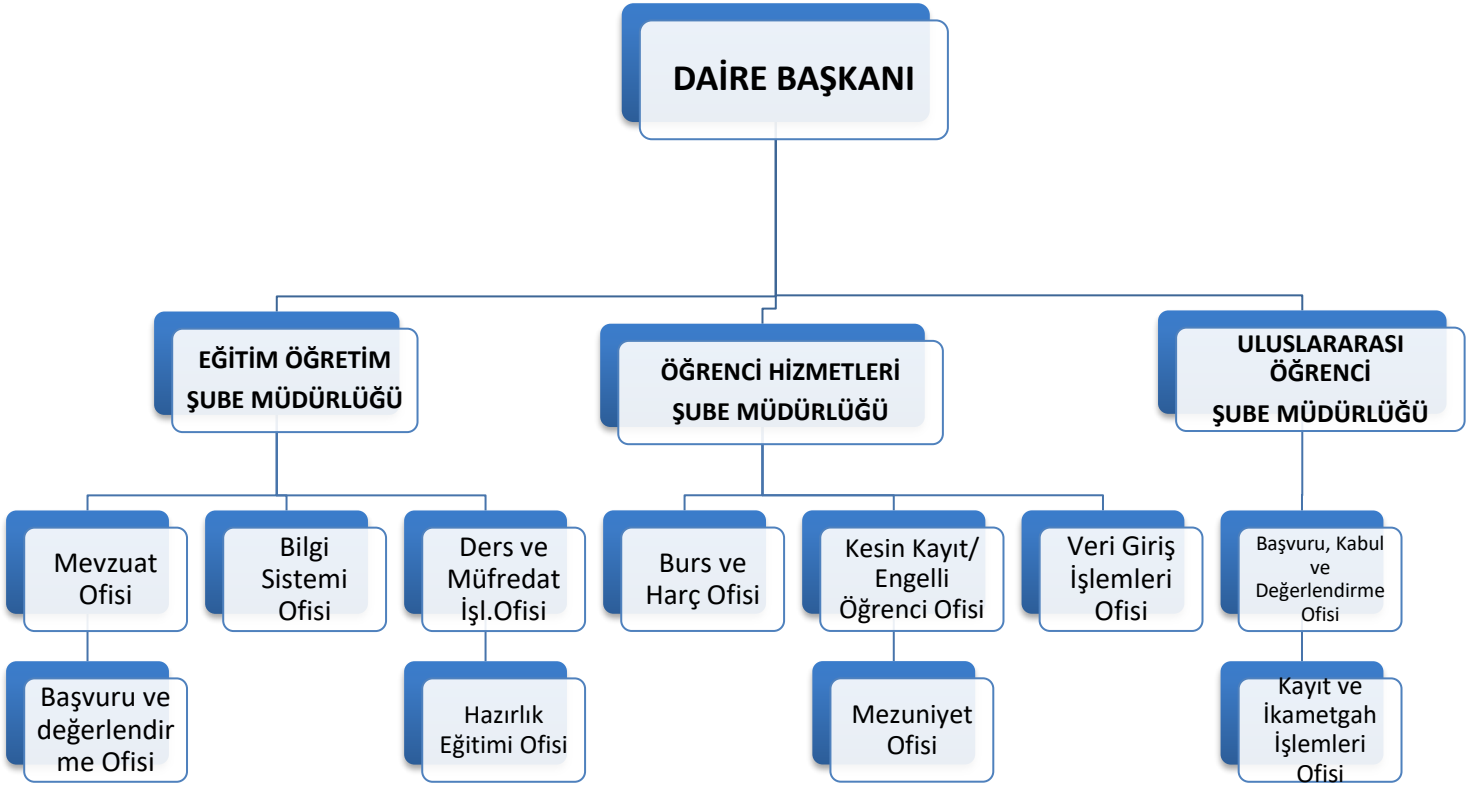 DAİRE BAŞKANI
EĞİTİM ÖĞRETİM
ŞUBE MÜDÜRLÜĞÜ
ÖĞRENCİ HİZMETLERİ
ŞUBE MÜDÜRLÜĞÜ
ULUSLARARASI
ÖĞRENCİ
ŞUBE MÜDÜRLÜĞÜ
Mevzuat
Ofisi
Bilgi
Sistemi
Ofisi
Ders ve
Müfredat
İşl.Ofisi
Burs ve
Harç Ofisi
Kesin Kayıt/
Engelli
Öğrenci Ofisi
Veri Giriş
İşlemleri
Ofisi
Başvuru, Kabul
ve
Değerlendirme
Ofisi
Başvuru ve
değerlendir
me Ofisi
Hazırlık
Eğitimi Ofisi
Mezuniyet
Ofisi
Kayıt ve
İkametgah
İşlemleri
Ofisi